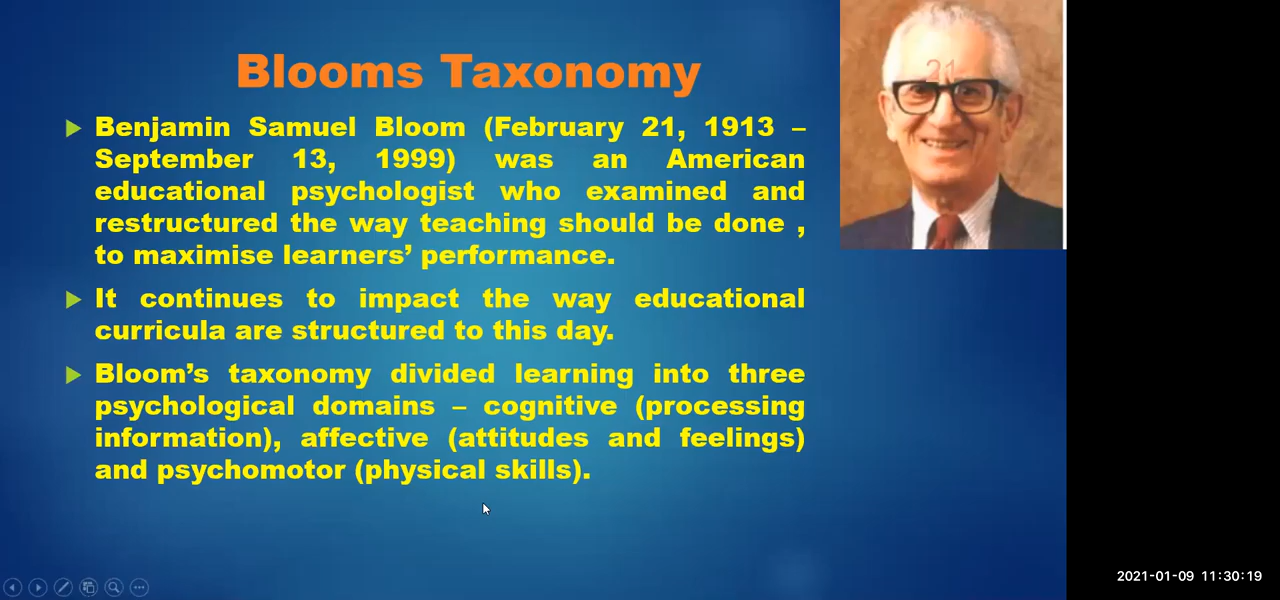 Blooms Taxonomy
Benjamin Samuel Bloom (February 21, 1913 –
September 13, 1999) was an American
educational psychologist who examined and
restructured the way teaching should be done ,
to maximise learners’ performance.
It continues to impact the way educational
curricula are structured to this day.
Bloom’s taxonomy divided learning into three
psychological domains – cognitive (processing
information), affective (attitudes and feelings)
and psychomotor (physical skills).
21
2021-01-09 11:30:19